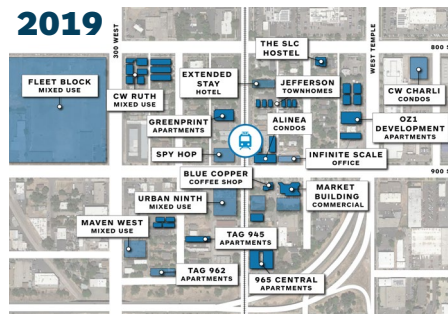 2019
300 WEST
WEST TEMPLE
800 S
THE SLC
HOSTEL
FLEET BLOCK
MIXED USE
CW RUTH
MIXED USE
EXTENDED
STAY
HOTEL
JEFFERSON
TOWNHOMES
CW CHARLI
CONDOS
GREENPRINT
APARTMENTS
ALINEA
CONDOS
OZ1
DEVELOPMENT
APARTMENTS
SPY HOP
INFINITE SCALE
OFFICE
900 S
BLUE COPPER
COFFEE SHOP
MARKET
BUILDING
COMMERCIAL
URBAN NINTH
MIXED USE
MAVEN WEST
MIXED USE
TAG 945
APARTMENTS
TAG 962
APARTMENTS
965 CENTRAL
APARTMENTS